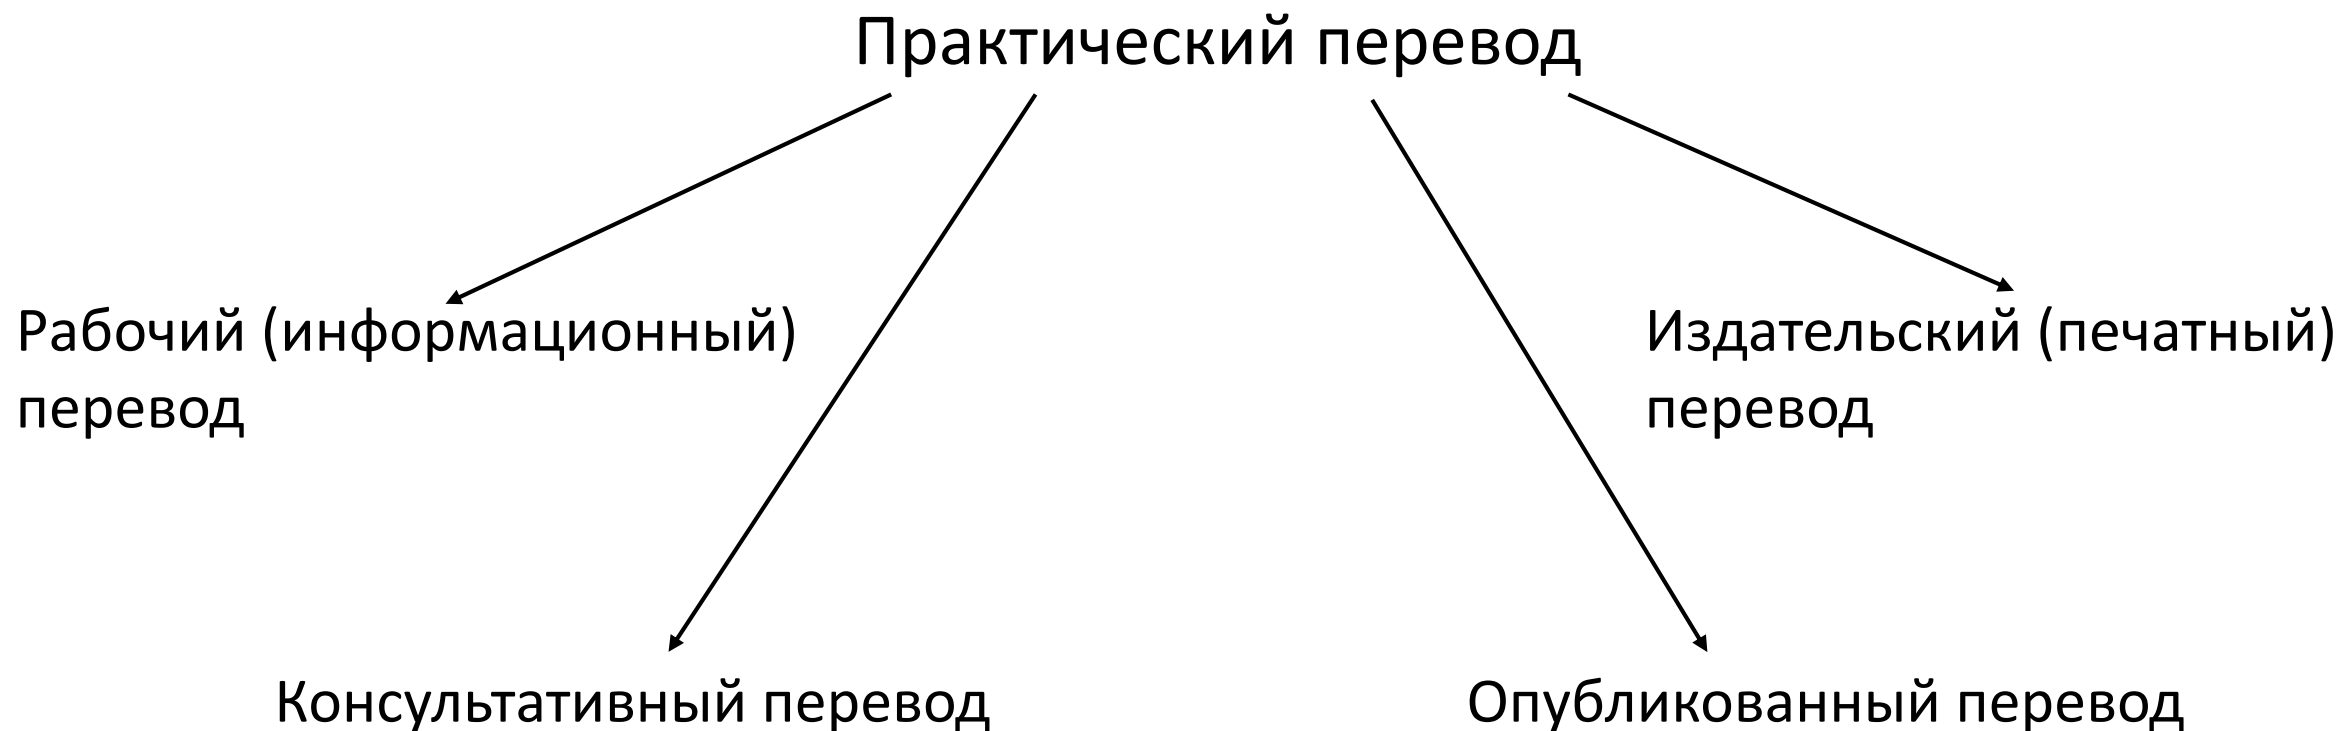 Практический перевод
Рабочий (информационный)
перевод
Издательский (печатный)
перевод
Консультативный перевод
Опубликованный перевод